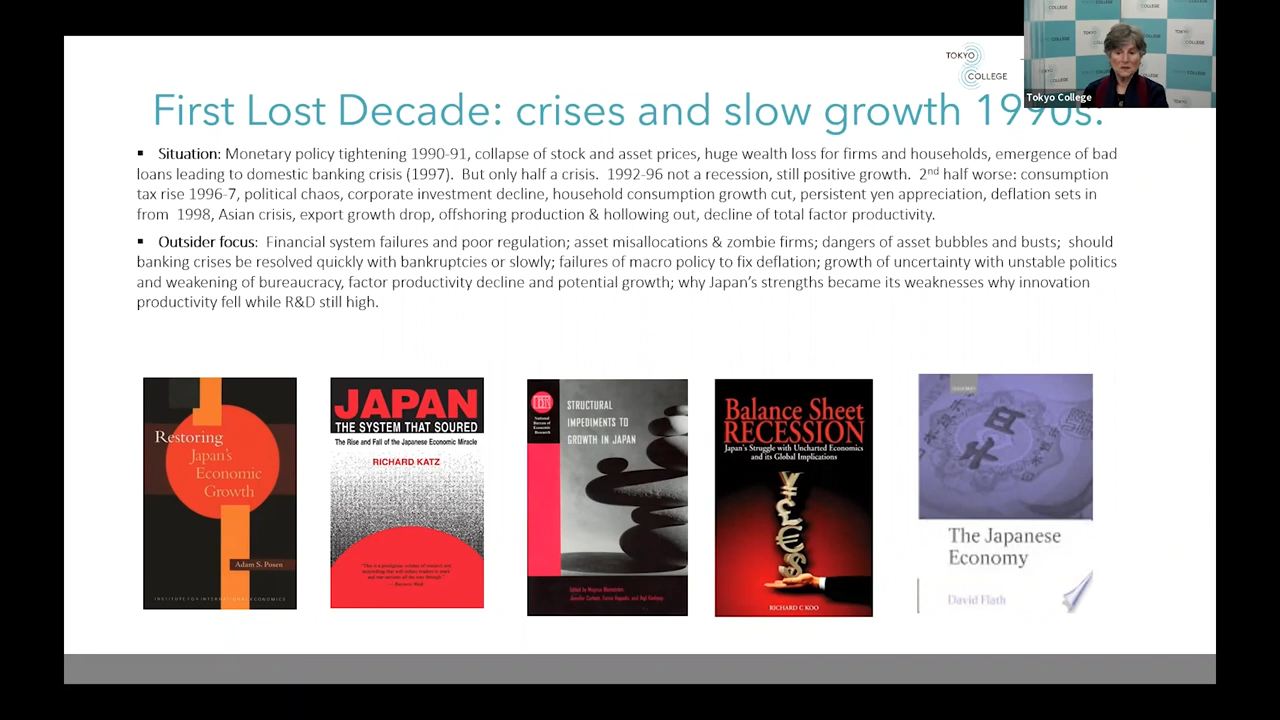 TOKYO
COLLEGE
Tokyo College
First Lost Decade: crises and slow growth 1990s.
▪ Situation: Monetary policy tightening 1990-91, collapse of stock and asset prices, huge wealth loss for firms and households, emergence of bad
loans leading to domestic banking crisis (1997). But only half a crisis. 1992-96 not a recession, still positive growth. 2nd half worse: consumption
tax rise 1996-7, political chaos, corporate investment decline, household consumption growth cut, persistent yen appreciation, deflation sets in
from 1998, Asian crisis, export growth drop, offshoring production & hollowing out, decline of total factor productivity.
▪ Outsider focus: Financial system failures and poor regulation; asset misallocations & zombie firms; dangers of asset bubbles and busts; should
banking crises be resolved quickly with bankruptcies or slowly; failures of macro policy to fix deflation; growth of uncertainty with unstable politics
and weakening of bureaucracy, factor productivity decline and potential growth; why Japan's strengths became its weaknesses why innovation
productivity fell while R&D still high.
Restoring
Japan's
Economic
Growth
Adam S. Posen
INSTITUTE FOR INTERNATIONAL ECONOMICS
JAPAN
THE SYSTEM THAT SOURED
The Rise and Fall of the Japanese Economic Miracle
RICHARD KATZ
NBER
National
Bureau of
Economic
Research
STRUCTURAL
IMPEDIMENTS TO
GROWTH IN JAPAN
Balance Sheet
RECESSION
Japan's Struggle with Uncharted Economics
and its Global Implications
RICHARD C KOO
The Japanese
Economy
David Flath